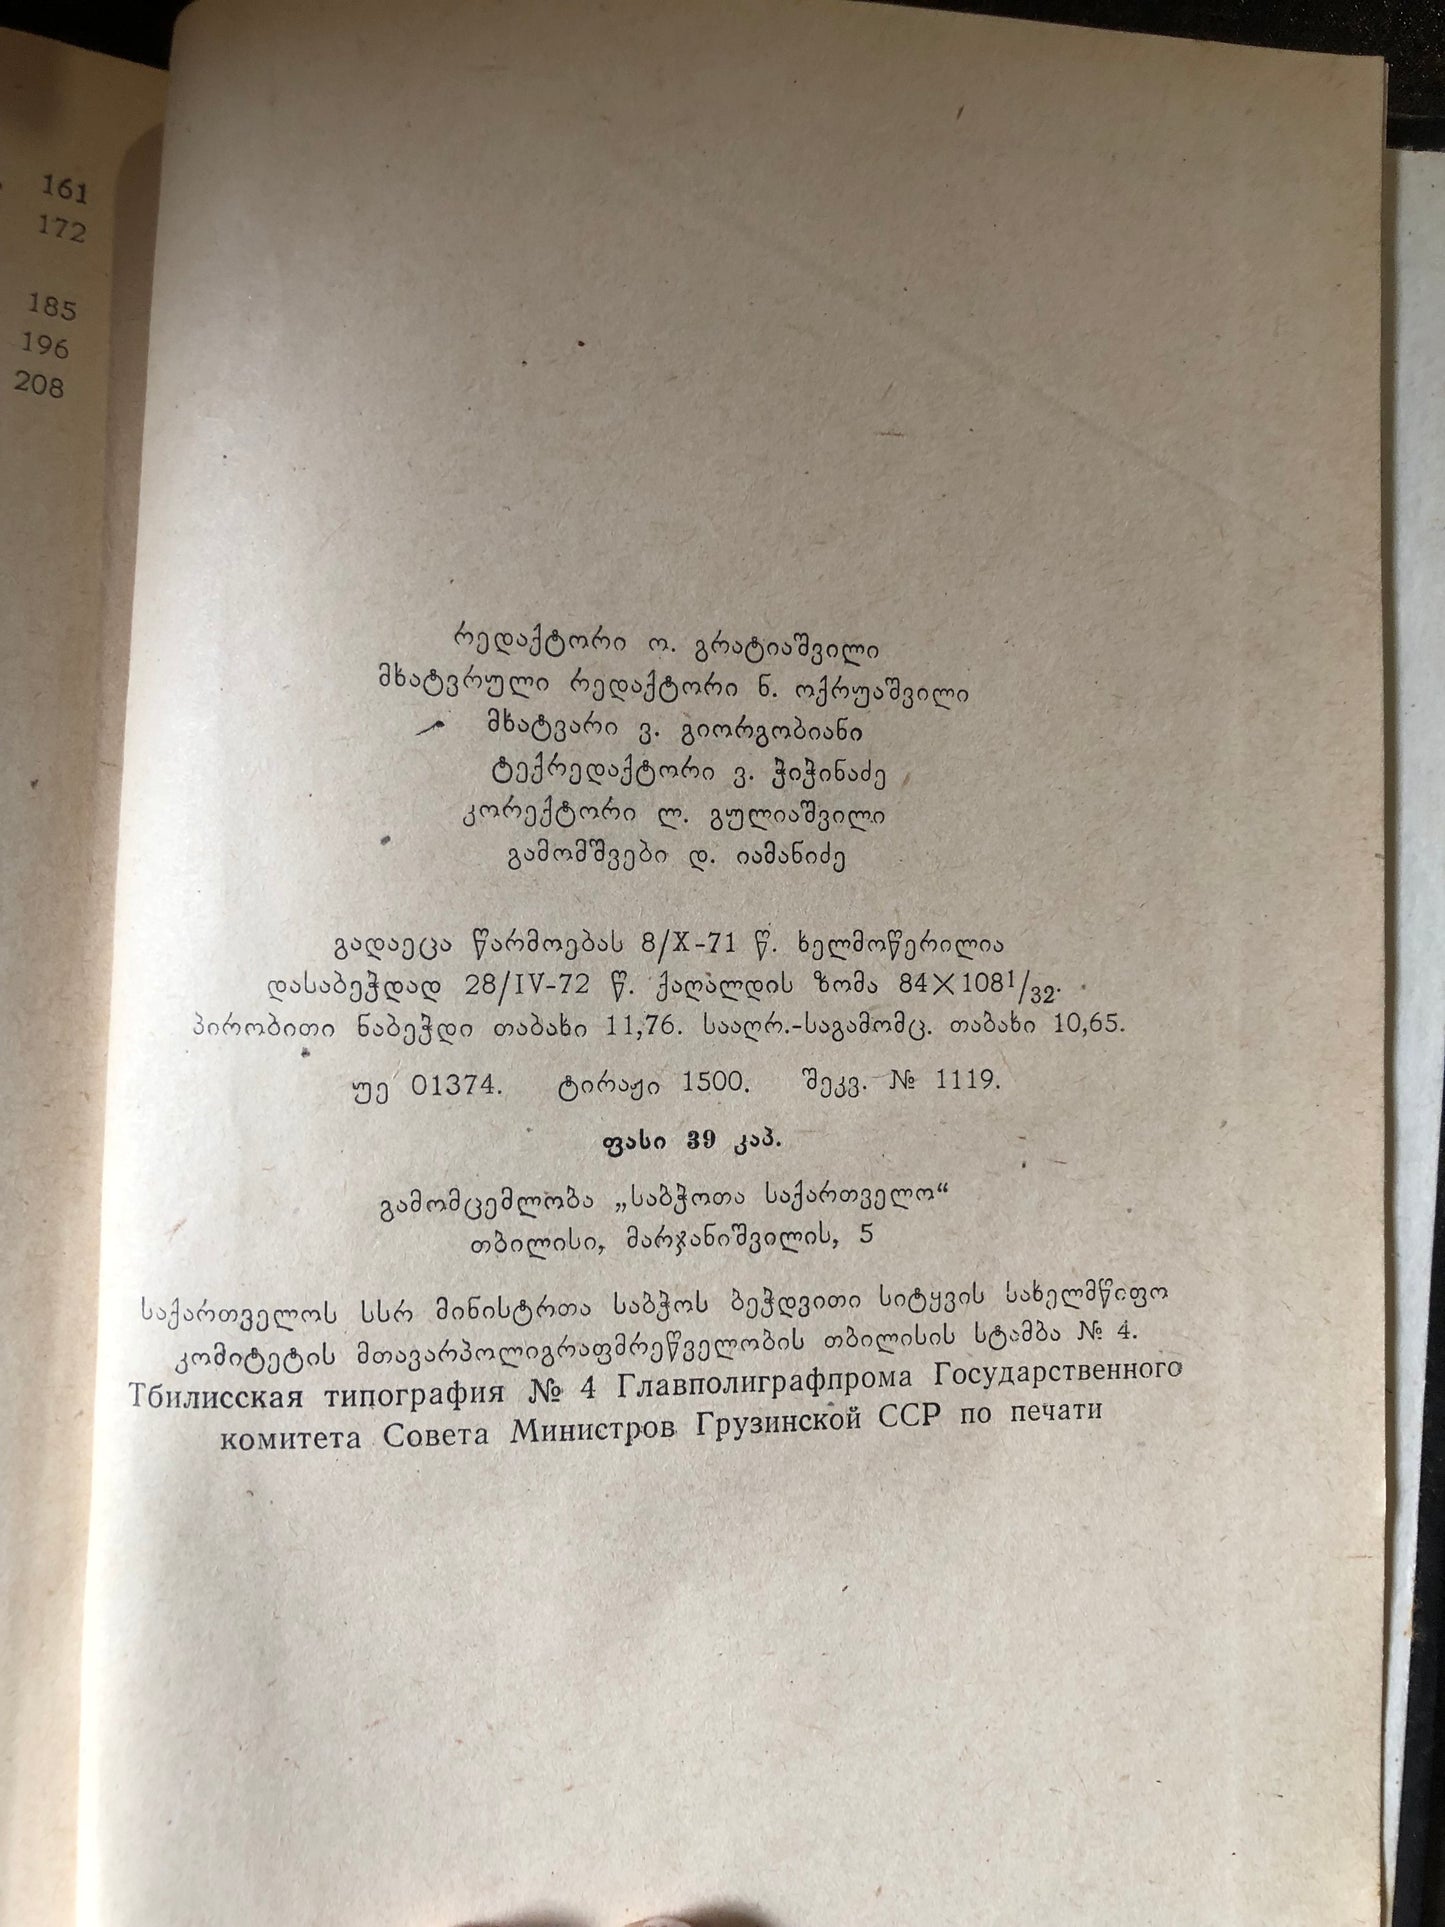 161
172
185
196
208
რედაქტორი ო. გრატიაშვილი
მხატვრული რედაქტორი ნ. ოქრუაშვილი
მხატვარი ვ. გიორგობიანი
ტექრედაქტორი ვ. ჭიჭინაძე
კორექტორი ლ. გულიაშვილი
გამომშვები დ. იამანიძე
გადაეცა წარმოებას 8/X-71 წ. ხელმოწერილია
დასაბეჭდად 28/IV-72 წ. ქაღალდის ზომა 84×108¹/₃₂.
პირობითი ნაბეჭდი თაბახი 11,76. სააღრ.-საგამომც. თაბახი 10,65.
უე 01374. ტირაჟი 1500. შეკვ. № 1119.
ფასი 39 კაპ.
გამომცემლობა „საბჭოთა საქართველო“
თბილისი, მარჯანიშვილის, 5
საქართველოს სსრ მინისტრთა საბჭოს ბეჭდვითი სიტყვის სახელმწიფო
კომიტეტის მთავარპოლიგრაფმრეწველობის თბილისის სტამბა № 4.
Тбилисская типография № 4 Главполиграфпрома Государственного
комитета Совета Министров Грузинской ССР по печати